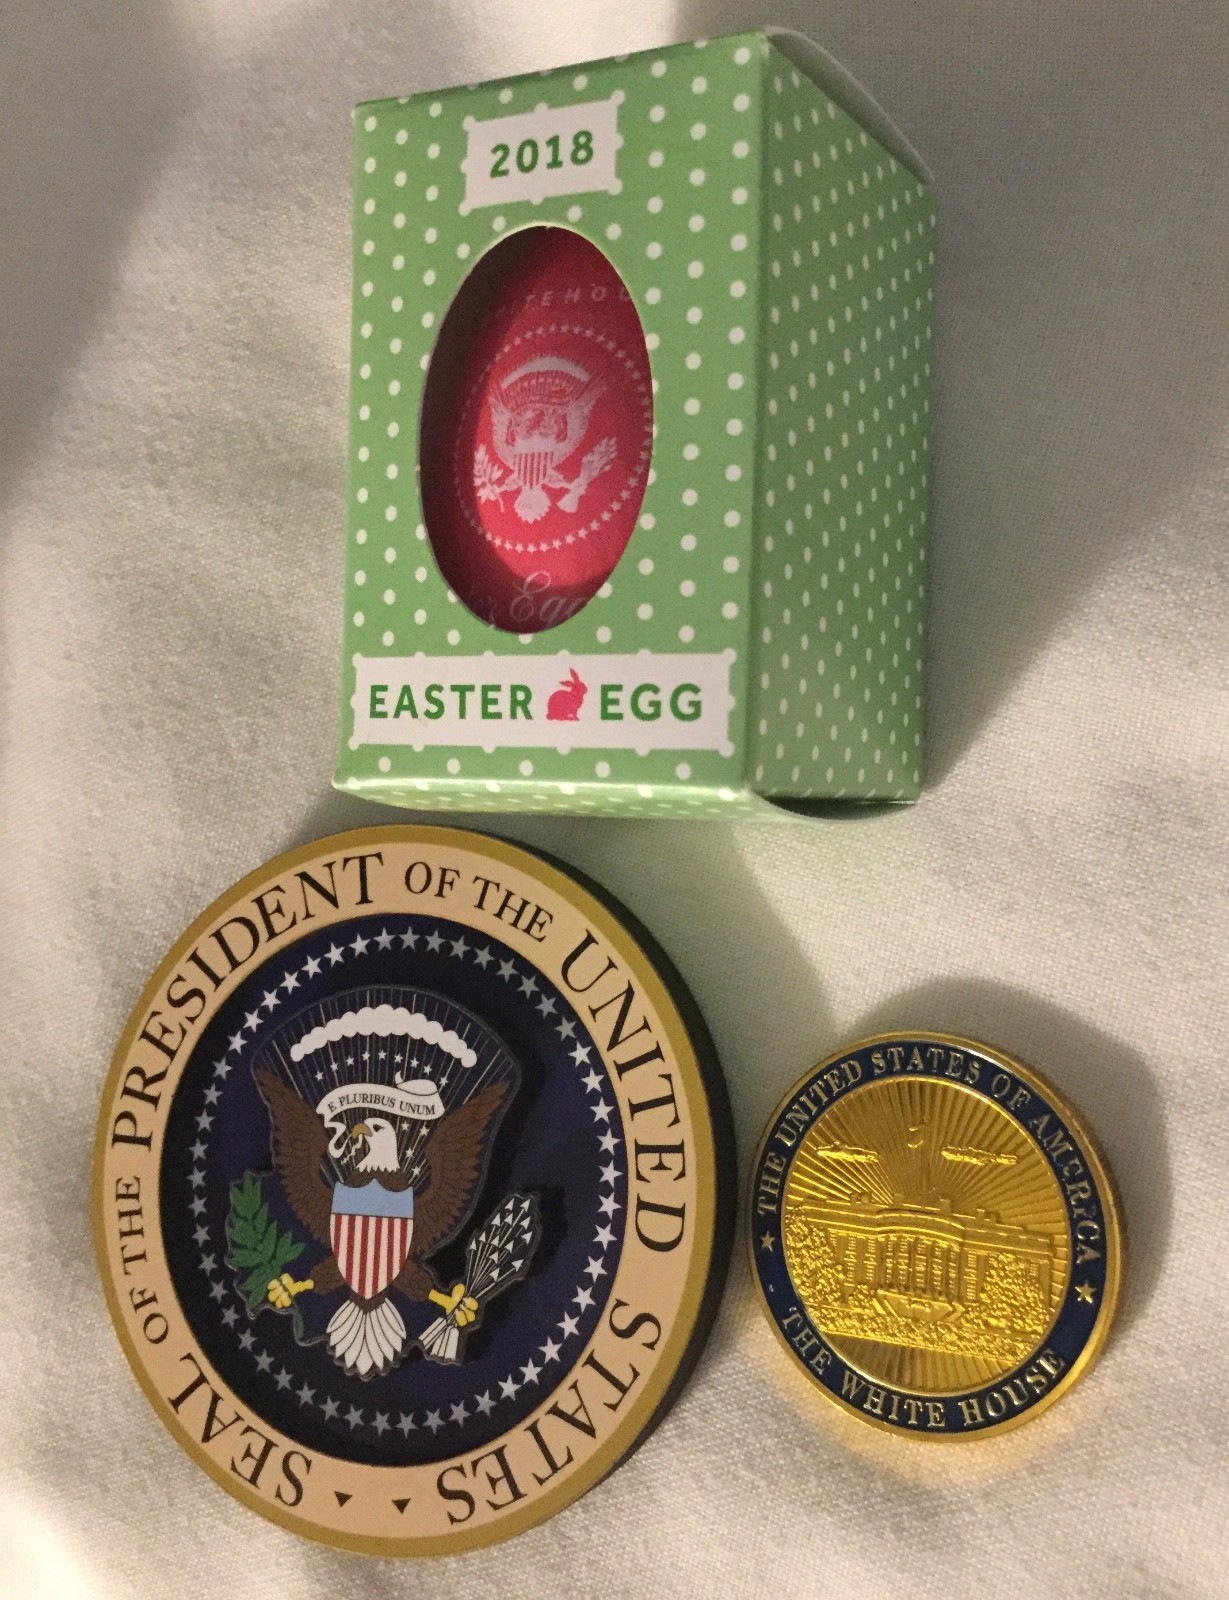 2018
EASTER EGG
SEAL OF THE PRESIDENT OF THE UNITED STATES
E PLURIBUS UNUM
THE UNITED STATES OF AMERICA
THE WHITE HOUSE